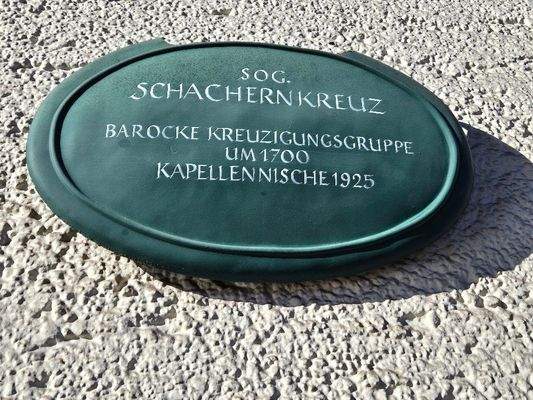 SOG.
SCHACHERNKREUZ
BAROCKE KREUZIGUNGSGRUPPE
UM 1700
KAPELLENNISCHE 1925